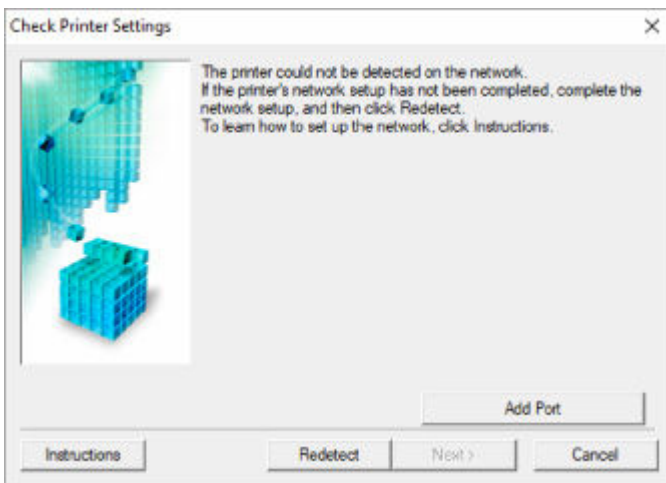 Check Printer Settings
The printer could not be detected on the network.
If the printer's network setup has not been completed, complete the
network setup, and then click Redetect.
To learn how to set up the network, click Instructions.
Add Port
Instructions
Redetect
Next >
Cancel